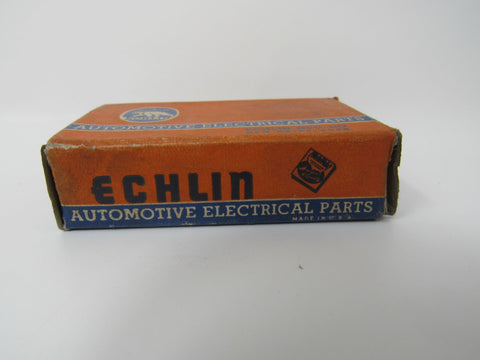 AUTOMOTIVE ELECTRICAL PARTS
ECHLIN
AUTOMOTIVE ELECTRICAL PARTS
MADE IN U.S.A.